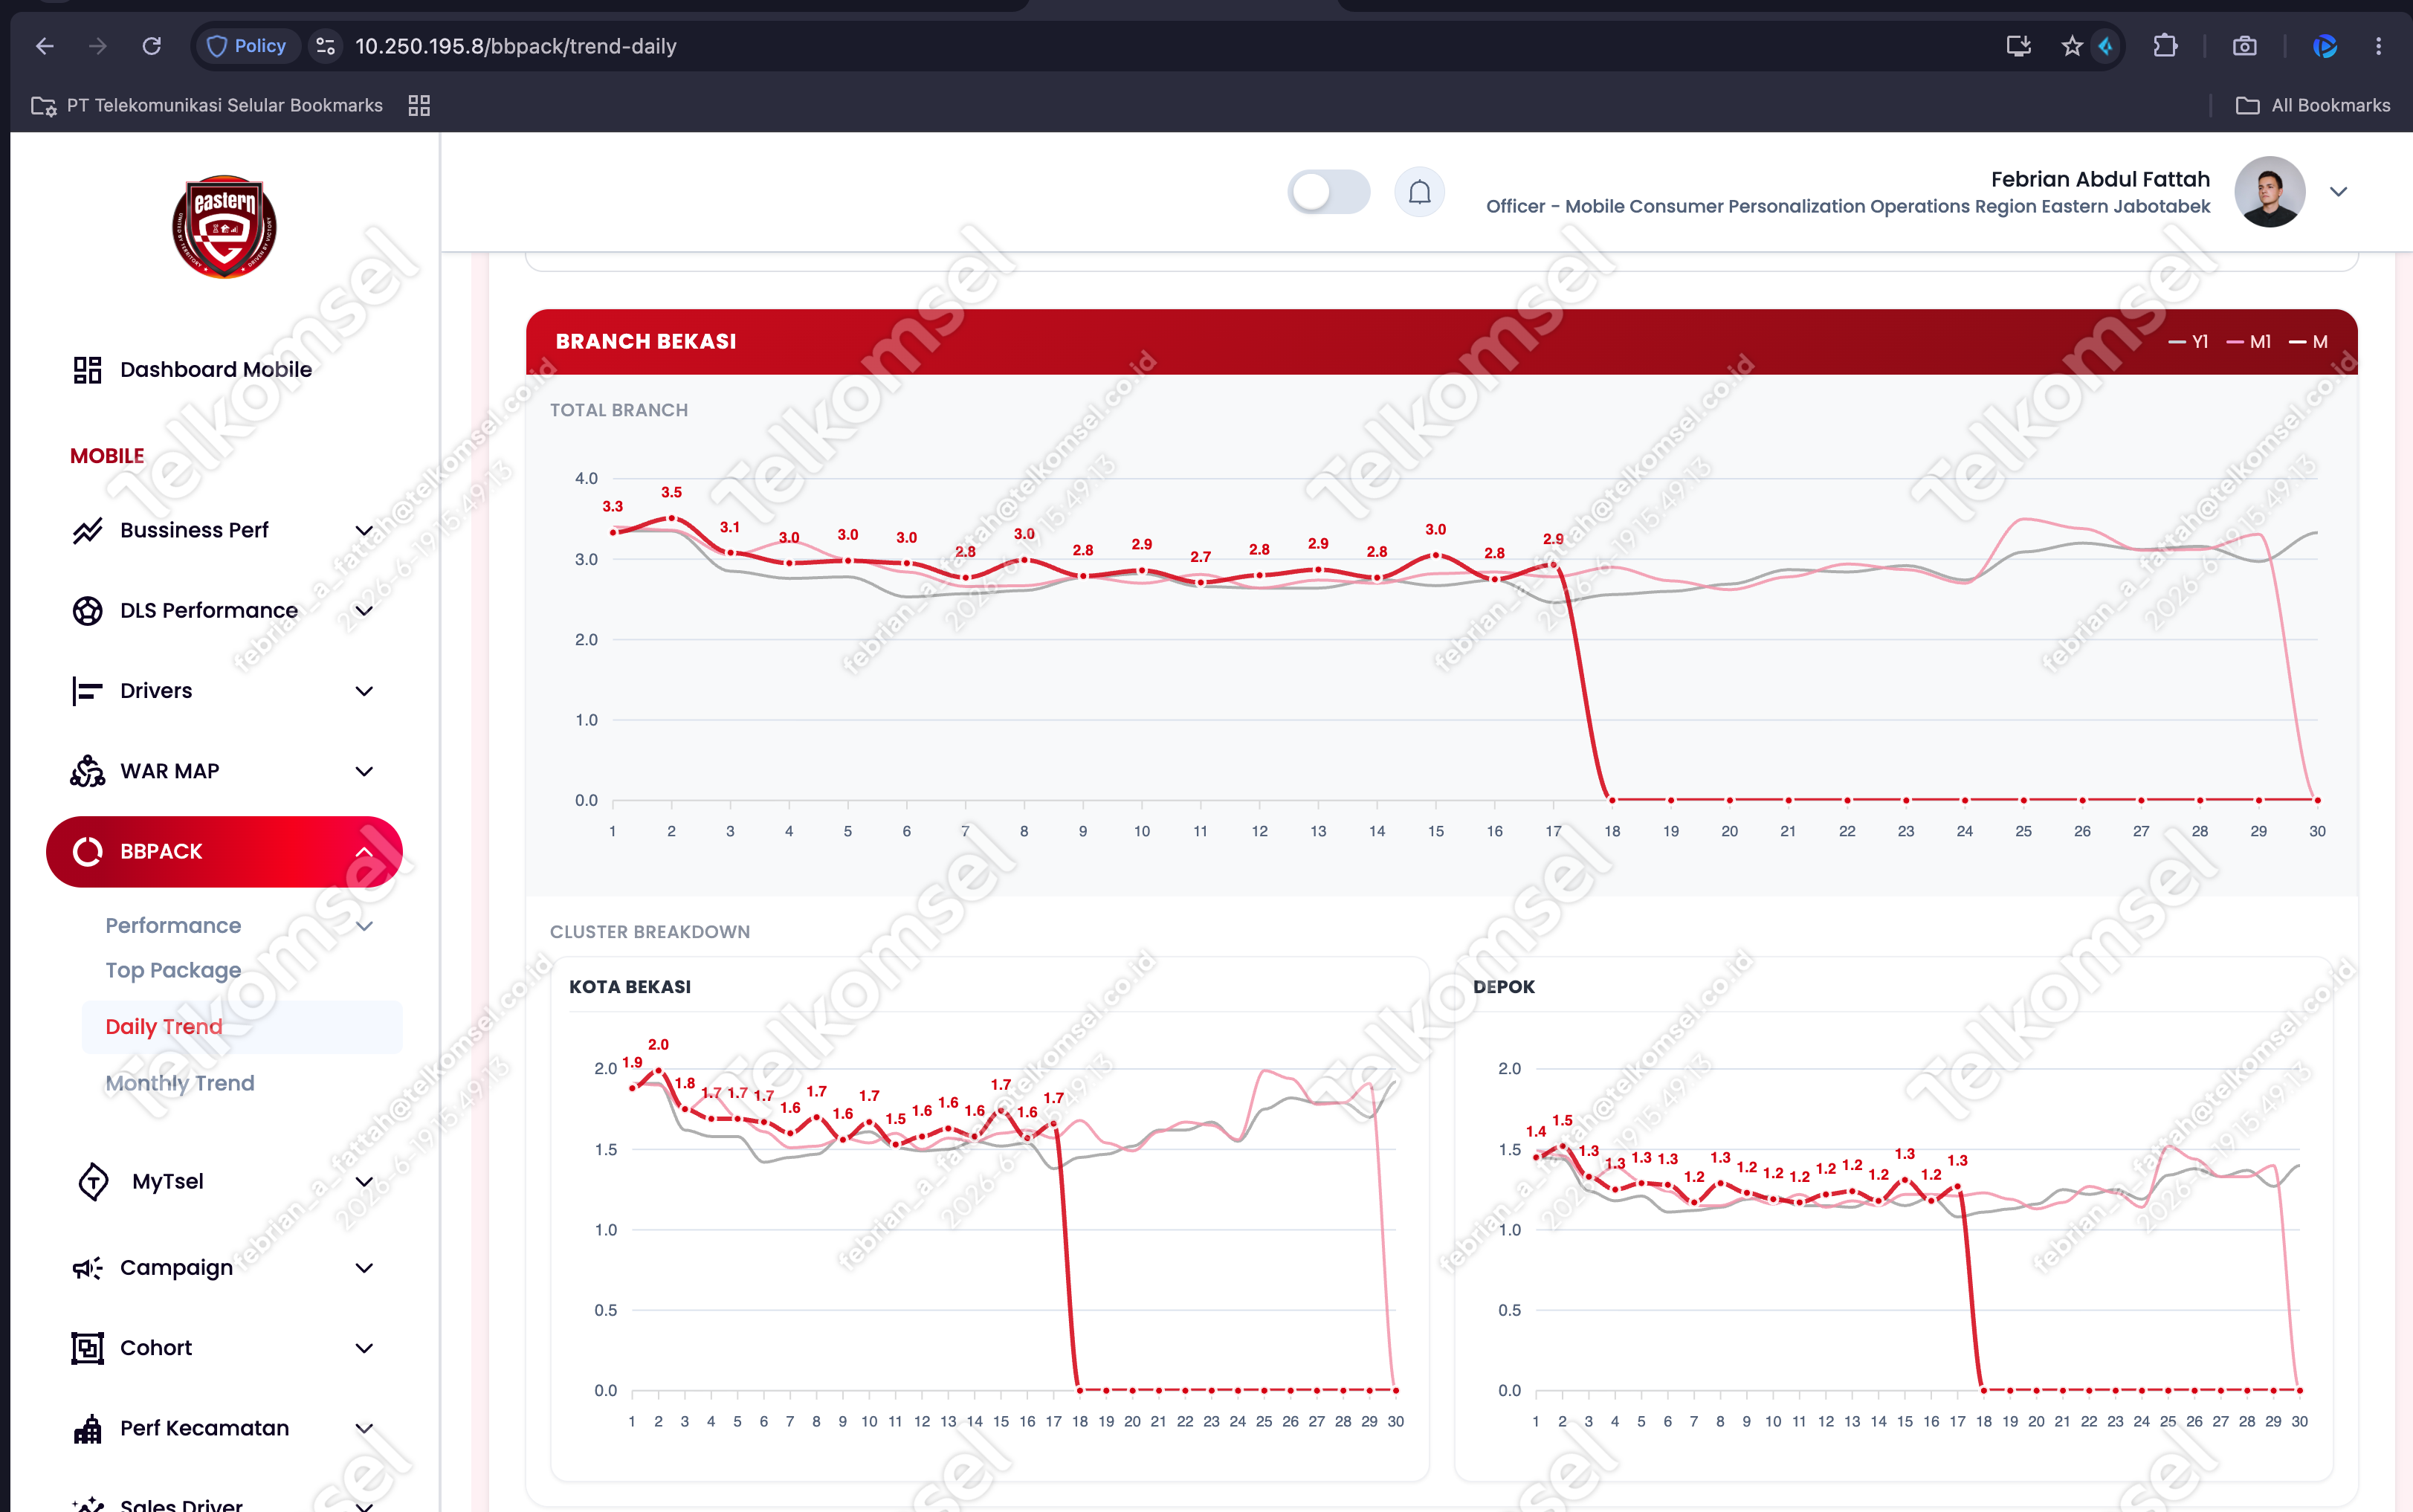 Policy
10.250.195.8/bbpack/trend-daily
PT Telekomunikasi Selular Bookmarks
All Bookmarks
eastern
Febrian Abdul Fattah
Officer - Mobile Consumer Personalization Operations Region Eastern Jabotabek
Dashboard Mobile
MOBILE
Bussiness Perf
DLS Performance
Drivers
WAR MAP
BBPACK
Performance
Top Package
Daily Trend
Monthly Trend
MyTsel
Campaign
Cohort
Perf Kecamatan
Sales Driver
BRANCH BEKASI
Y1 M1 M
TOTAL BRANCH
4.0
3.0
2.0
1.0
0.0
3.3 3.5 3.1 3.0 3.0 3.0 2.8 3.0 2.8 2.9 2.7 2.8 2.9 2.8 3.0 2.8 2.9
1 2 3 4 5 6 7 8 9 10 11 12 13 14 15 16 17 18 19 20 21 22 23 24 25 26 27 28 29 30
CLUSTER BREAKDOWN
KOTA BEKASI
2.0
1.5
1.0
0.5
0.0
1.9 2.0 1.8 1.7 1.7 1.7 1.6 1.7 1.6 1.7 1.5 1.6 1.6 1.6 1.7 1.6 1.7
1 2 3 4 5 6 7 8 9 10 11 12 13 14 15 16 17 18 19 20 21 22 23 24 25 26 27 28 29 30
DEPOK
2.0
1.5
1.0
0.5
0.0
1.4 1.5 1.3 1.3 1.3 1.3 1.2 1.3 1.2 1.2 1.2 1.2 1.2 1.2 1.3 1.2 1.3
1 2 3 4 5 6 7 8 9 10 11 12 13 14 15 16 17 18 19 20 21 22 23 24 25 26 27 28 29 30
Telkomsel
febrian_a_fattah@telkomsel.co.id
2026-6-19 15.49.13